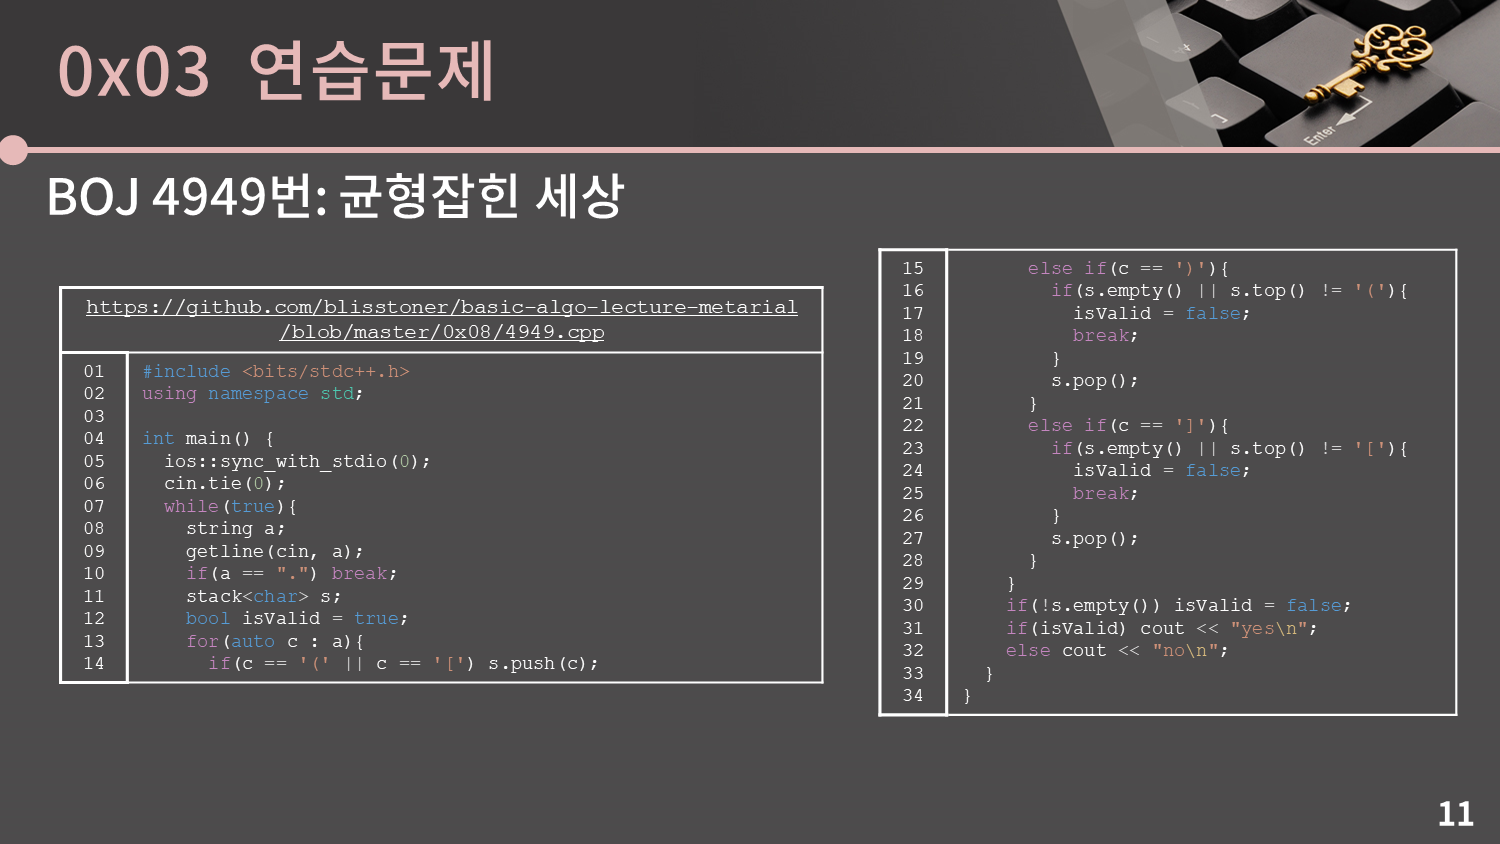 0x03 연습문제
Enter
BOJ 4949번: 균형잡힌 세상
https://github.com/blisstoner/basic-algo-lecture-metarial
/blob/master/0x08/4949.cpp
01 #include <bits/stdc++.h>
02 using namespace std;
03
04 int main() {
05   ios::sync_with_stdio(0);
06   cin.tie(0);
07   while(true){
08     string a;
09     getline(cin, a);
10     if(a == ".") break;
11     stack<char> s;
12     bool isValid = true;
13     for(auto c : a){
14       if(c == '(' || c == '[') s.push(c);
15       else if(c == ')'){
16         if(s.empty() || s.top() != '('){
17           isValid = false;
18           break;
19         }
20         s.pop();
21       }
22       else if(c == ']'){
23         if(s.empty() || s.top() != '['){
24           isValid = false;
25           break;
26         }
27         s.pop();
28       }
29     }
30     if(!s.empty()) isValid = false;
31     if(isValid) cout << "yes\n";
32     else cout << "no\n";
33   }
34 }
11